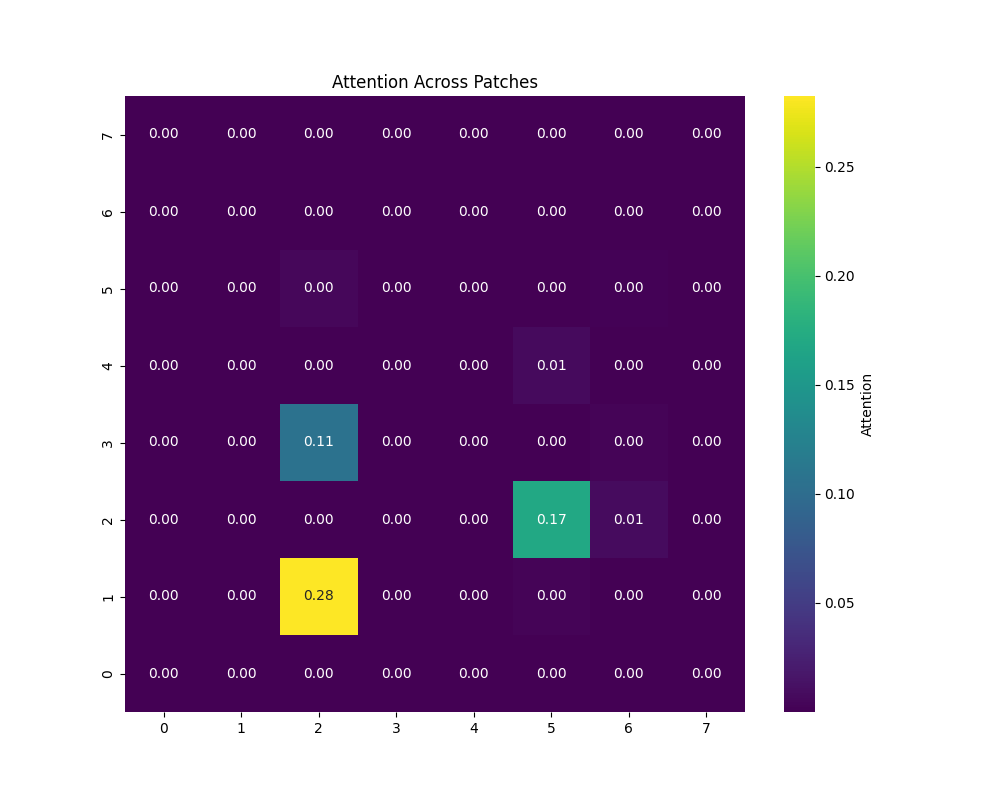 Attention Across Patches
7 0.00 0.00 0.00 0.00 0.00 0.00 0.00 0.00
6 0.00 0.00 0.00 0.00 0.00 0.00 0.00 0.00
5 0.00 0.00 0.00 0.00 0.00 0.00 0.00 0.00
4 0.00 0.00 0.00 0.00 0.00 0.01 0.00 0.00
3 0.00 0.00 0.11 0.00 0.00 0.00 0.00 0.00
2 0.00 0.00 0.00 0.00 0.00 0.17 0.01 0.00
1 0.00 0.00 0.28 0.00 0.00 0.00 0.00 0.00
0 0.00 0.00 0.00 0.00 0.00 0.00 0.00 0.00
0 1 2 3 4 5 6 7
0.25
0.20
0.15
0.10
0.05
Attention